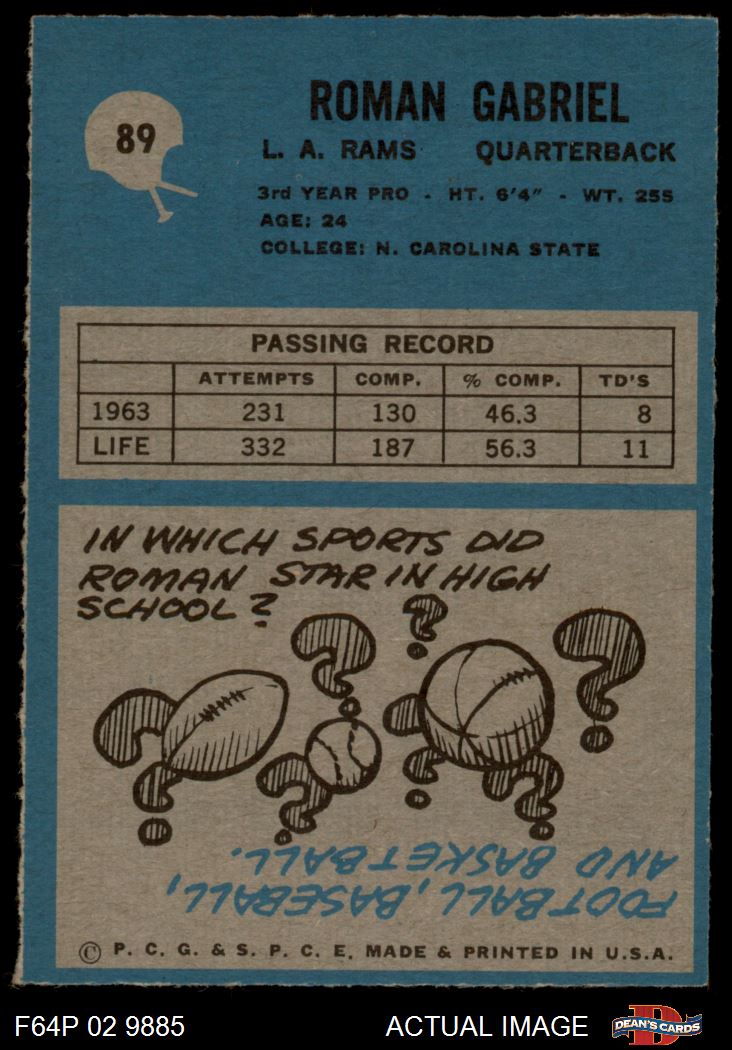 89
ROMAN GABRIEL
L. A. RAMS QUARTERBACK
3rd YEAR PRO - HT. 6'4" - WT. 255
AGE: 24
COLLEGE: N. CAROLINA STATE
PASSING RECORD
ATTEMPTS COMP. % COMP. TD'S
1963 231 130 46.3 8
LIFE 332 187 56.3 11
IN WHICH SPORTS DID
ROMAN STAR IN HIGH
SCHOOL?
FOOTBALL, BASEBALL,
AND BASKETBALL.
© P. C. G. & S. P. C. E. MADE & PRINTED IN U.S.A.
F64P 02 9885 ACTUAL IMAGE
D
DEAN'S CARDS